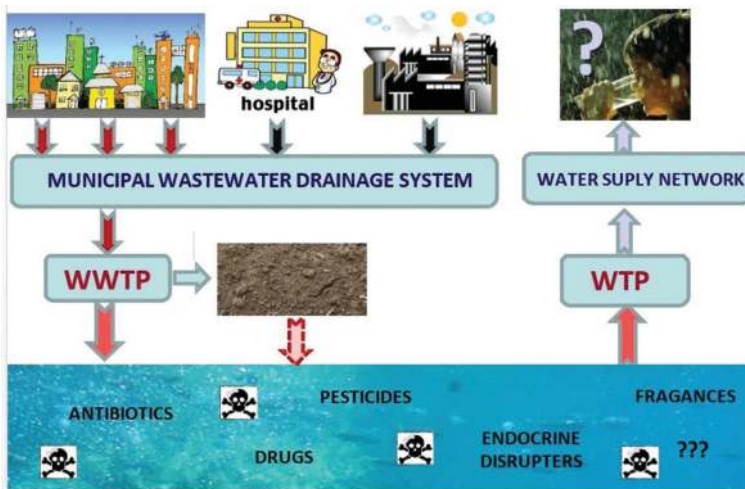 ?
hospital
MUNICIPAL WASTEWATER DRAINAGE SYSTEM
WATER SUPLY NETWORK
WWTP
WTP
ANTIBIOTICS
PESTICIDES
FRAGANCES
DRUGS
ENDOCRINE
DISRUPTERS
???